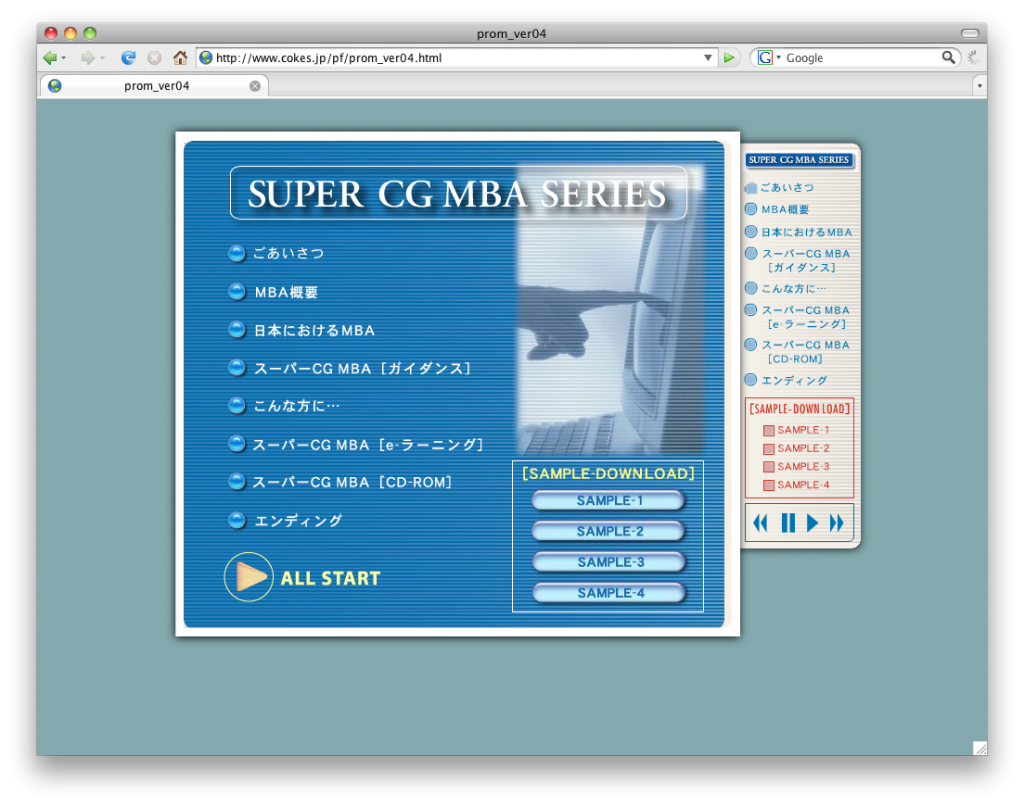 prom_ver04
http://www.cokes.jp/pf/prom_ver04.html
Google
prom_ver04
SUPER CG MBA SERIES
ごあいさつ
MBA概要
日本におけるMBA
スーパーCG MBA［ガイダンス］
こんな方に…
スーパーCG MBA［e-ラーニング］
スーパーCG MBA［CD-ROM］
エンディング
ALL START
[SAMPLE-DOWNLOAD]
SAMPLE-1
SAMPLE-2
SAMPLE-3
SAMPLE-4
SUPER CG MBA SERIES
ごあいさつ
MBA概要
日本におけるMBA
スーパーCG MBA
［ガイダンス］
こんな方に…
スーパーCG MBA
［e-ラーニング］
スーパーCG MBA
［CD-ROM］
エンディング
[SAMPLE-DOWN LOAD]
SAMPLE-1
SAMPLE-2
SAMPLE-3
SAMPLE-4